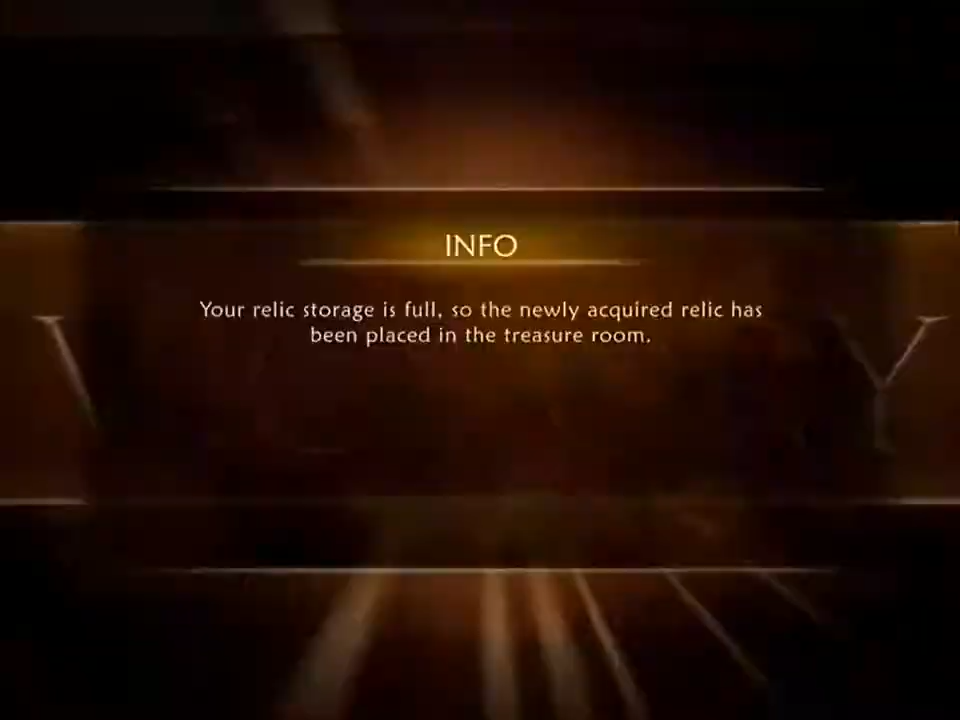 INFO
Your relic storage is full, so the newly acquired relic has
been placed in the treasure room.